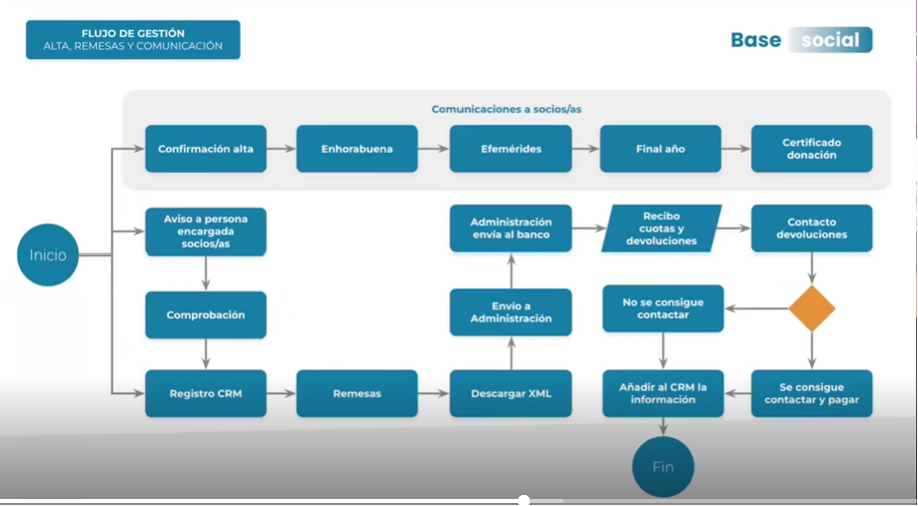 FLUJO DE GESTIÓN
ALTA, REMESAS Y COMUNICACIÓN
Base social
Comunicaciones a socios/as
Confirmación alta
Enhorabuena
Efemérides
Final año
Certificado
donación
Inicio
Aviso a persona
encargada
socios/as
Administración
envía al banco
Recibo
cuotas y
devoluciones
Contacto
devoluciones
Comprobación
Envío a
Administración
No se consigue
contactar
Registro CRM
Remesas
Descargar XML
Añadir al CRM la
información
Se consigue
contactar y pagar
Fin